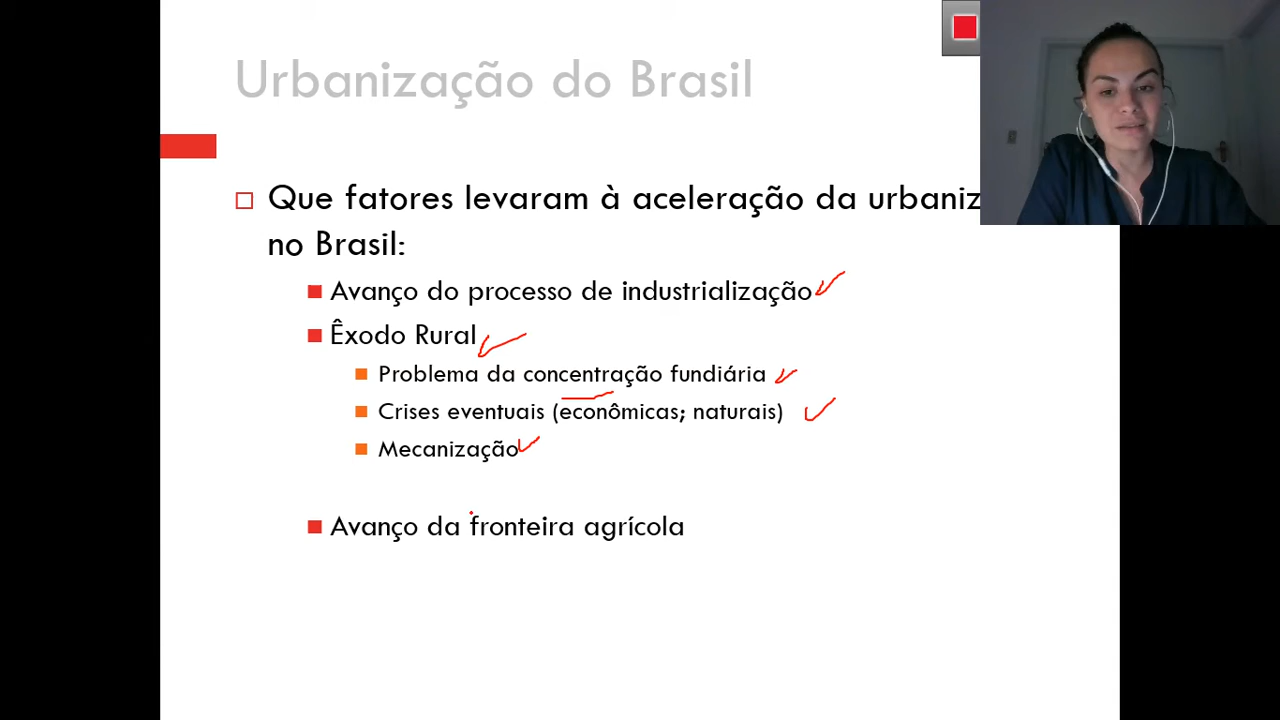 Urbanização do Brasil
Que fatores levaram à aceleração da
no Brasil:
Avanço do processo de industrialização
Êxodo Rural
Problema da concentração fundiária
Crises eventuais (econômicas; naturais)
Mecanização
Avanço da fronteira agrícola